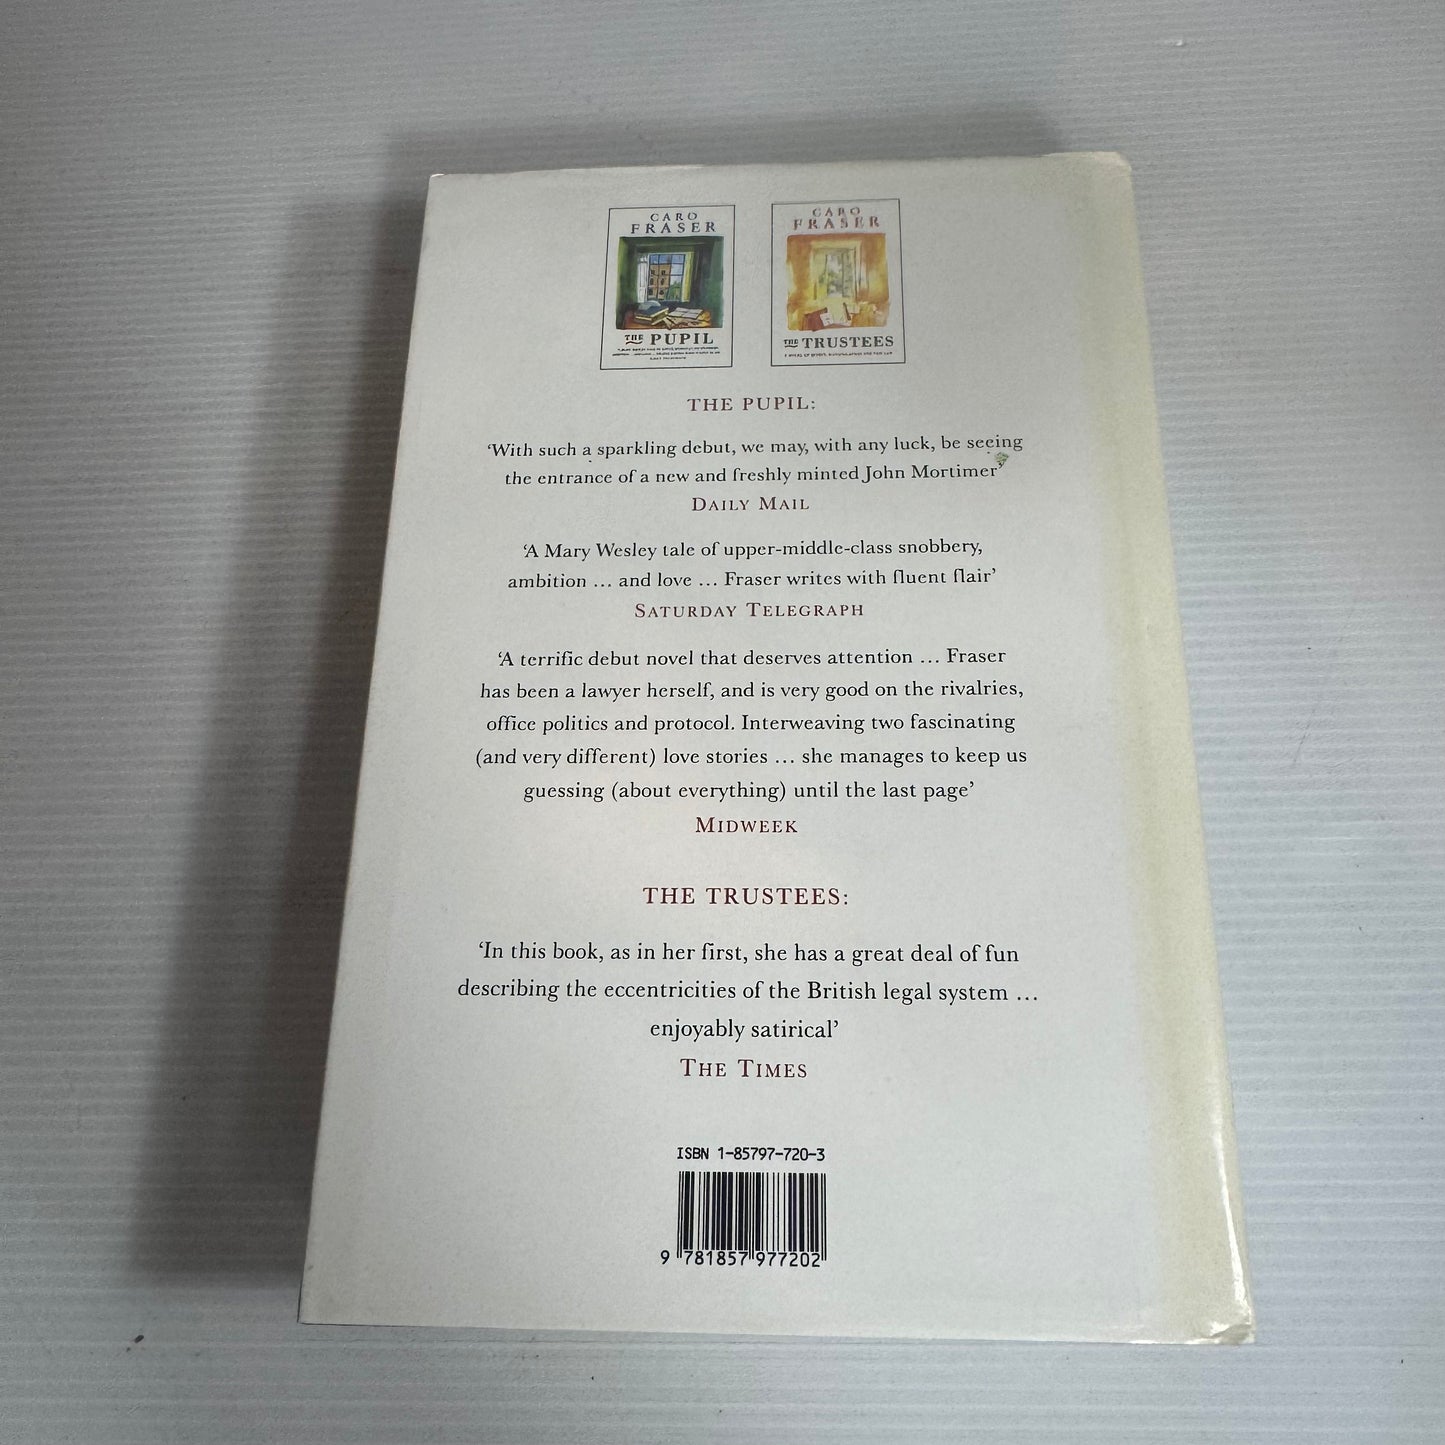 CARO
FRASER
THE PUPIL
CARO
FRASER
THE TRUSTEES
THE PUPIL:
‘With such a sparkling debut, we may, with any luck, be seeing
the entrance of a new and freshly minted John Mortimer’
DAILY MAIL
‘A Mary Wesley tale of upper-middle-class snobbery,
ambition … and love … Fraser writes with fluent flair’
SATURDAY TELEGRAPH
‘A terrific debut novel that deserves attention … Fraser
has been a lawyer herself, and is very good on the rivalries,
office politics and protocol. Interweaving two fascinating
(and very different) love stories … she manages to keep us
guessing (about everything) until the last page’
MIDWEEK
THE TRUSTEES:
‘In this book, as in her first, she has a great deal of fun
describing the eccentricities of the British legal system …
enjoyably satirical’
THE TIMES
ISBN 1-85797-720-3
9 781857 977202